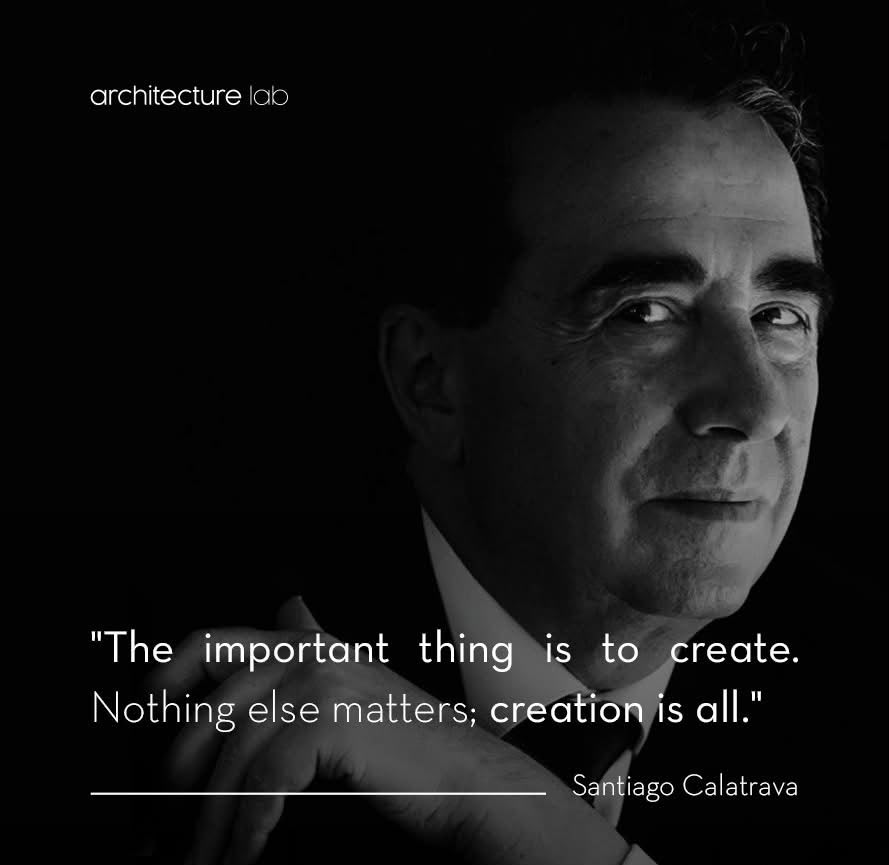 architecture lab
"The important thing is to create.
Nothing else matters; creation is all."
Santiago Calatrava